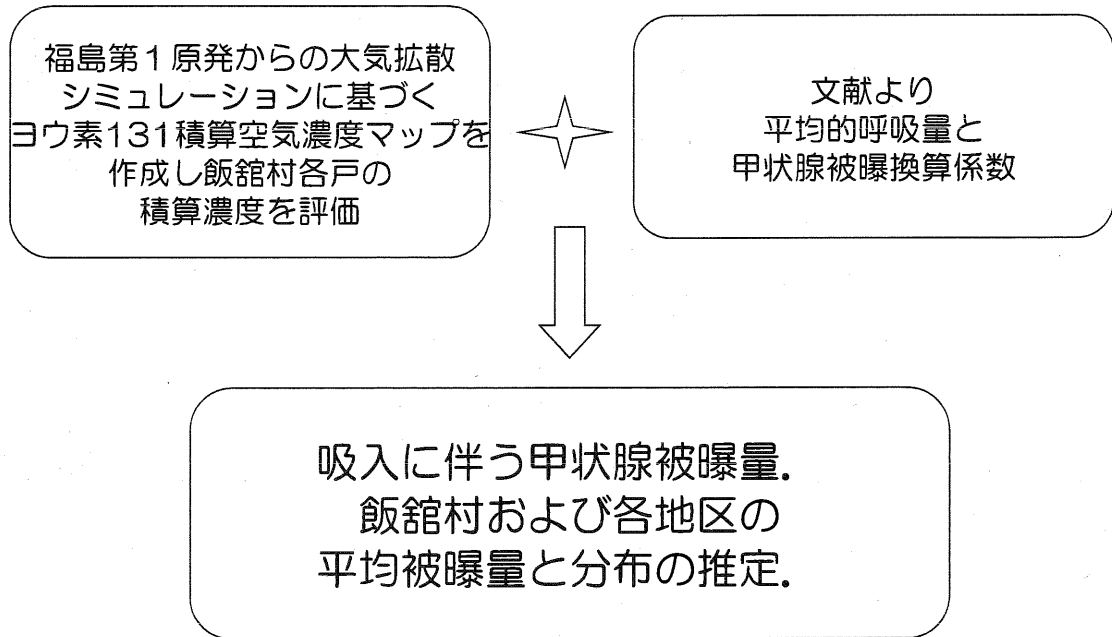 福島第1原発からの大気拡散
シミュレーションに基づく
ヨウ素131積算空気濃度マップを
作成し飯舘村各戸の
積算濃度を評価
文献より
平均的呼吸量と
甲状腺被曝換算係数
吸入に伴う甲状腺被曝量.
飯舘村および各地区の
平均被曝量と分布の推定.